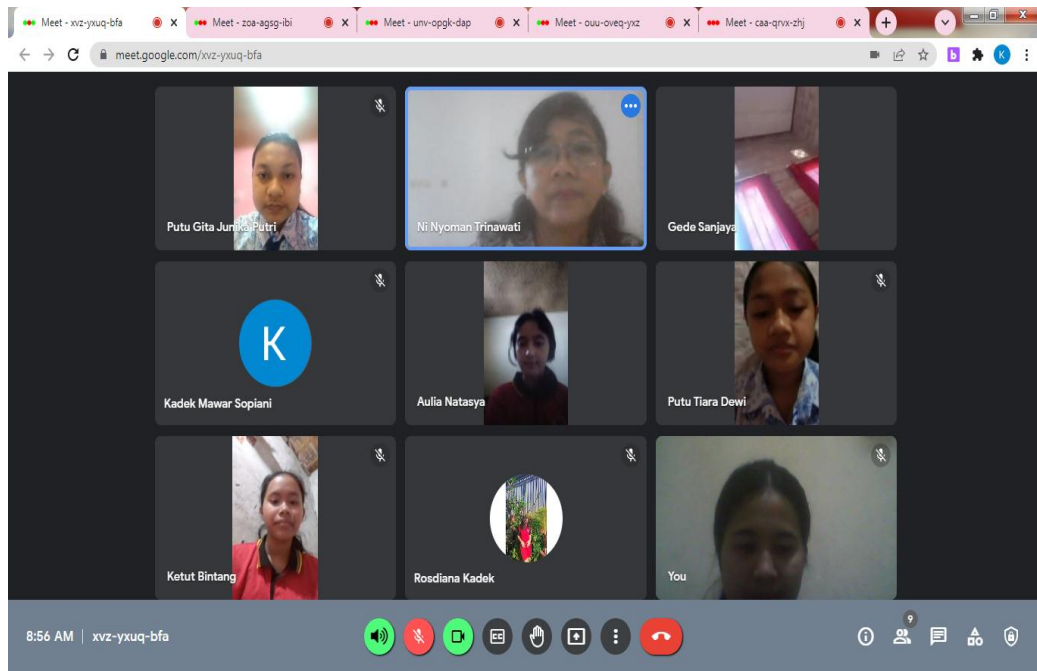 Meet - xvz-yxuq-bfa
Meet - zoa-agsg-ibi
Meet - unv-opgk-dap
Meet - ouu-oveq-yxz
Meet - caa-qrvx-zhj
meet.google.com/xvz-yxuq-bfa
b
K
Putu Gita Junika Putri
Ni Nyoman Trinawati
Gede Sanjaya
K
Kadek Mawar Sopiani
Aulia Natasya
Putu Tiara Dewi
Ketut Bintang
Rosdiana Kadek
You
8:56 AM | xvz-yxuq-bfa
CC
9